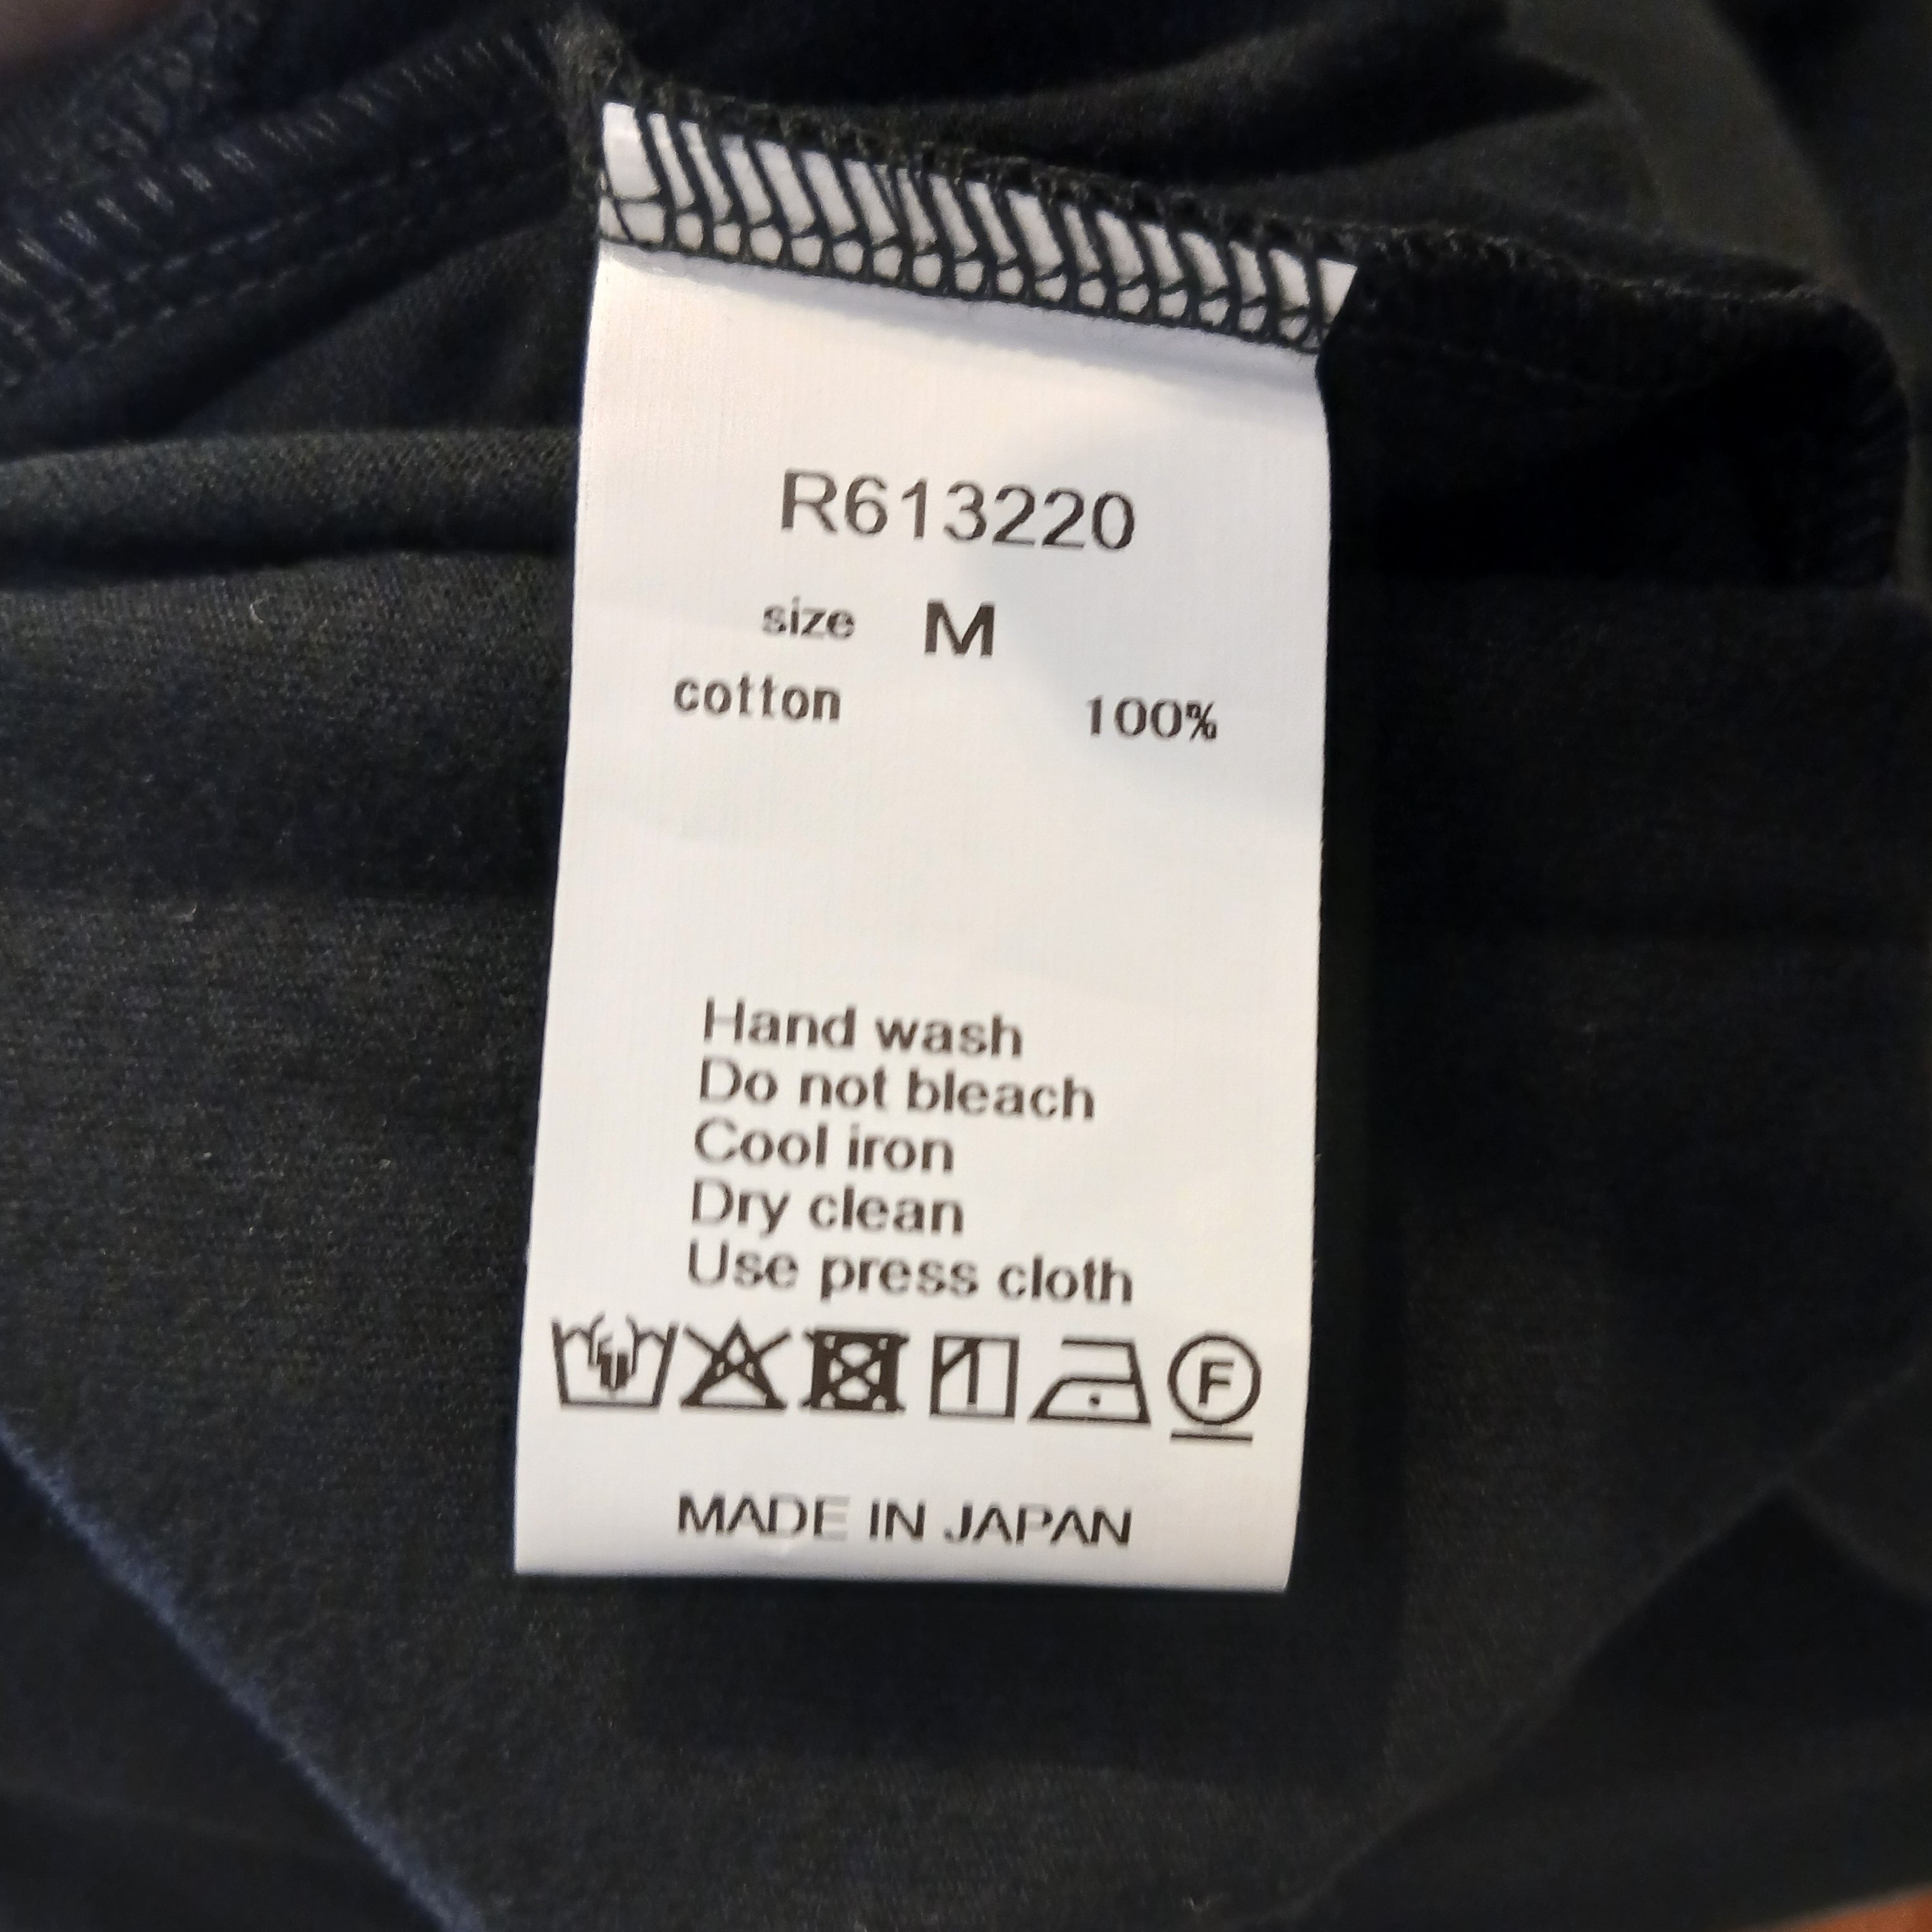 R613220
size M
cotton 100%
Hand wash
Do not bleach
Cool iron
Dry clean
Use press cloth
F
MADE IN JAPAN